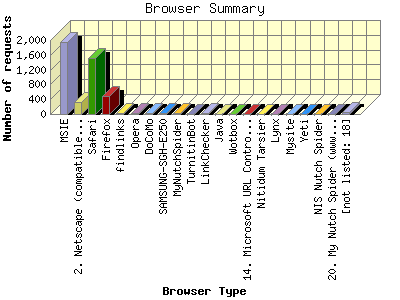 Browser Summary
Number of requests
2,000
1,600
1,200
800
400
0
MSIE
2. Netscape (compatible...
Safari
Firefox
findlinks
Opera
DoCoMo
SAMSUNG-SGH-E250
MyNutchSpider
TurnitinBot
LinkChecker
Java
Wotbox
14. Microsoft URL Contro...
Nitidum Tarsier
Lynx
Mysite
Yeti
NIS Nutch Spider
20. My Nutch Spider (www...
[not listed: 18]
Browser Type